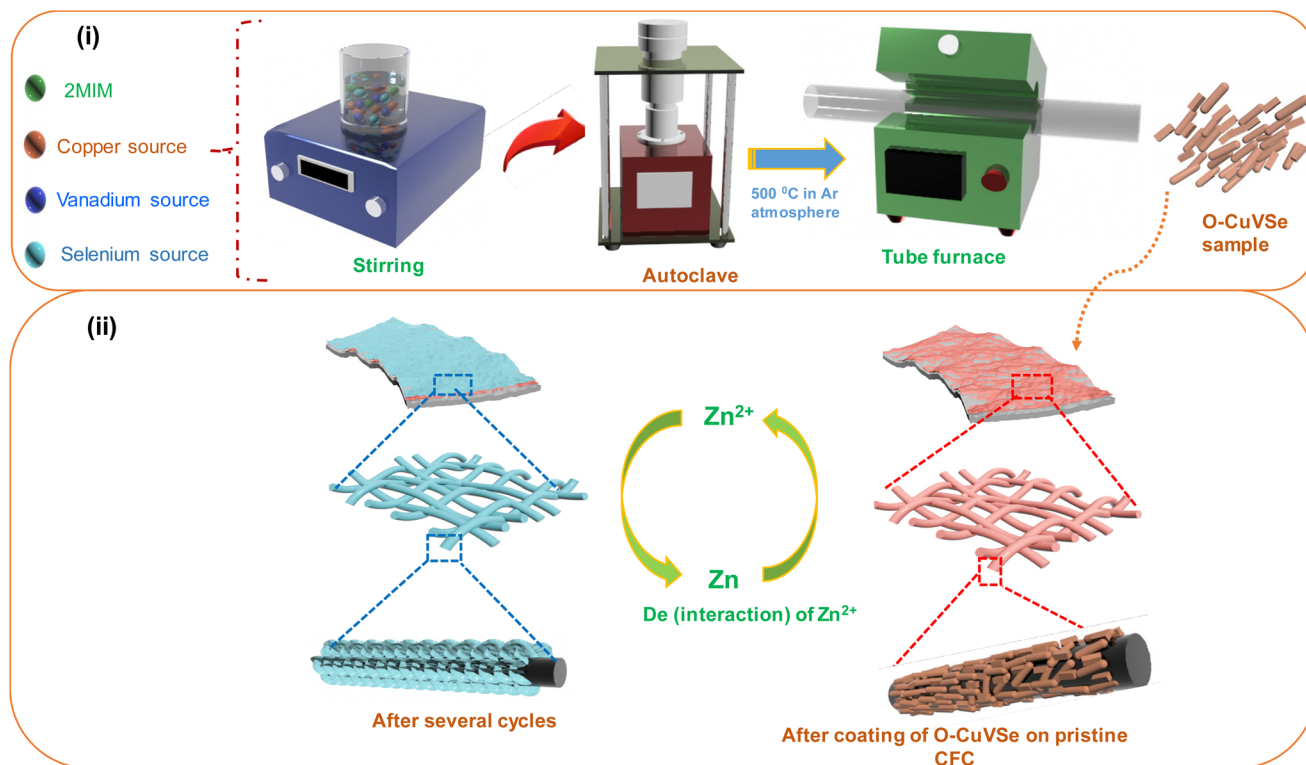 (i)
2MIM
Copper source
Vanadium source
Selenium source
Stirring
Autoclave
500 ⁰C in Ar
atmosphere
Tube furnace
O-CuVSe
sample
(ii)
Zn²⁺
Zn
De (interaction) of Zn²⁺
After several cycles
After coating of O-CuVSe on pristine
CFC